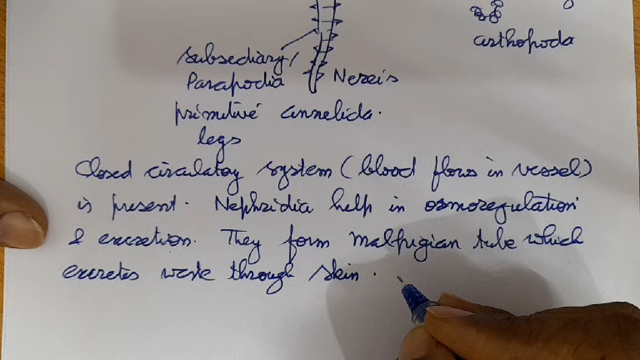 arthopoda
subsediary/
Parapodia
Nereis
primitive annelida.
legs
Closed circulatory system (blood flows in vessel)
is present. Nephridia help in osmoregulation
& excretion. They form malpigian tube which
excretes waste through skin.